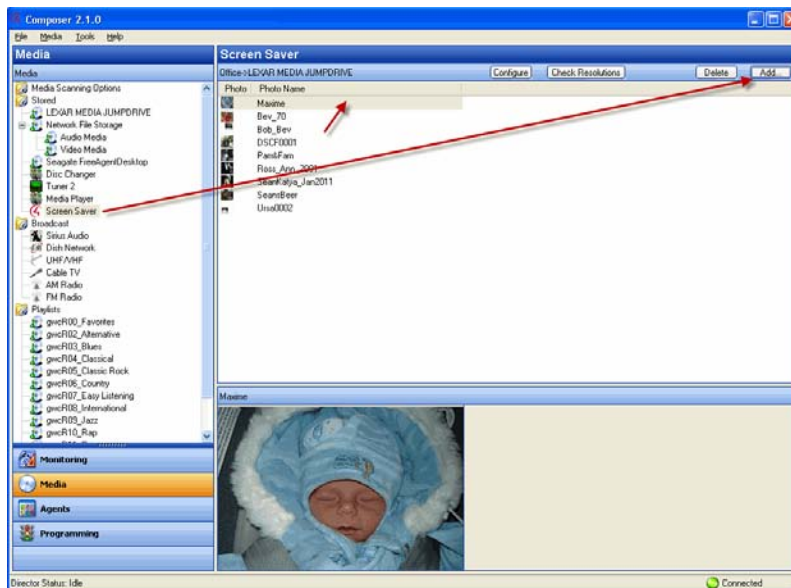 Composer 2.1.0
File Media Tools Help
Media
Media
Media Scanning Options
Stored
LEXAR MEDIA JUMPDRIVE
Network File Storage
Audio Media
Video Media
Seagate FreeAgentDesktop
Disc Changer
Tuner 2
Media Player
Screen Saver
Broadcast
Sirius Audio
Dish Network
UHF/VHF
Cable TV
AM Radio
FM Radio
Playlists
gwcR00_Favorites
gwcR02_Alternative
gwcR03_Blues
gwcR04_Classical
gwcR05_Classic Rock
gwcR06_Country
gwcR07_Easy Listening
gwcR08_International
gwcR09_Jazz
gwcR10_Rap
Monitoring
Media
Agents
Programming
Screen Saver
Office->LEXAR MEDIA JUMPDRIVE Configure Check Resolutions Delete Add...
Photo Photo Name
Maxime
Bev_70
Bob_Bev
DSCF0001
Pam&Fam
Ross_Ann_2001
SeanKatya_Jan2011
SeansBeer
Ursa0002
Maxime
Director Status: Idle Connected